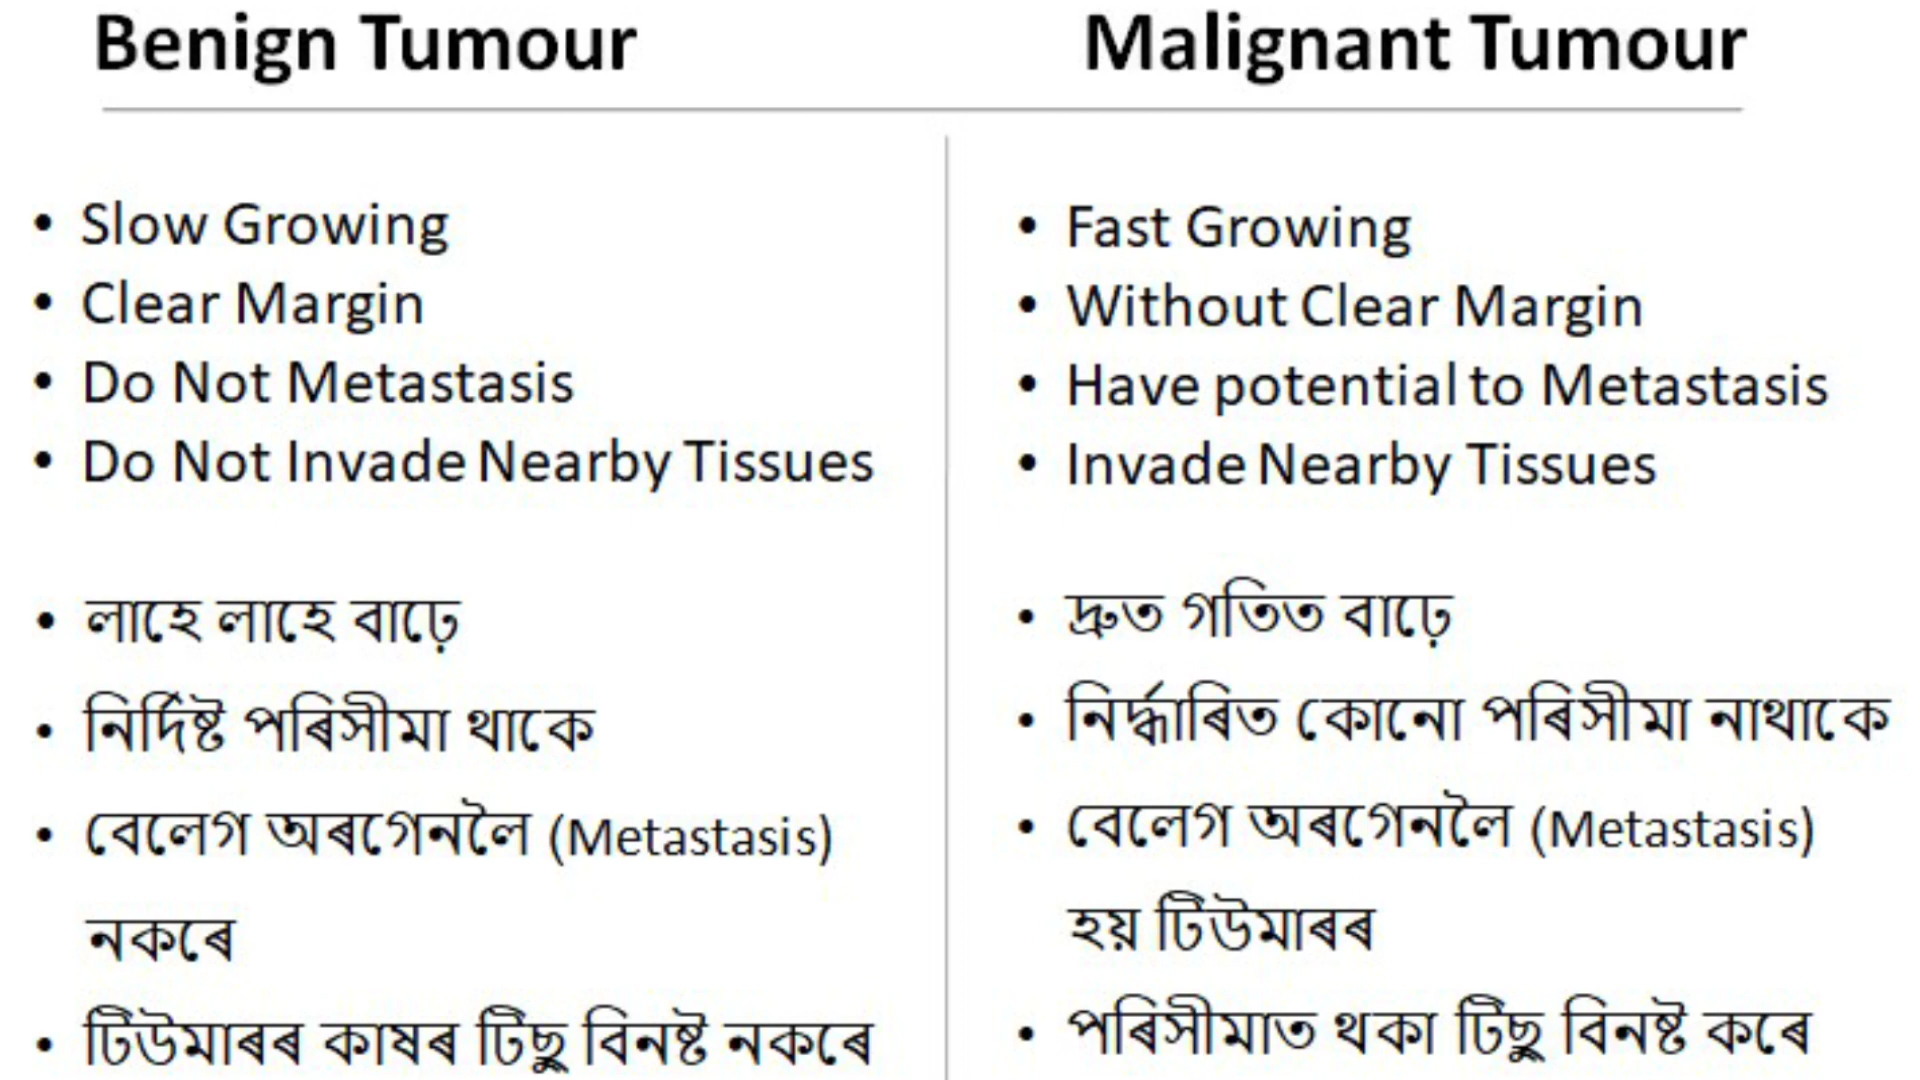 Benign Tumour
• Slow Growing
• Clear Margin
• Do Not Metastasis
• Do Not Invade Nearby Tissues
• লাহে লাহে বাঢ়ে
• নিৰ্দিষ্ট পৰিসীমা থাকে
• বেলেগ অৰগেনলৈ (Metastasis)
নকৰে
• টিউমাৰৰ কাষৰ টিছু বিনষ্ট নকৰে
Malignant Tumour
• Fast Growing
• Without Clear Margin
• Have potential to Metastasis
• Invade Nearby Tissues
• দ্ৰুত গতিত বাঢ়ে
• নিৰ্দ্ধাৰিত কোনো পৰিসীমা নাথাকে
• বেলেগ অৰগেনলৈ (Metastasis)
হয় টিউমাৰৰ
• পৰিসীমাত থকা টিছু বিনষ্ট কৰে